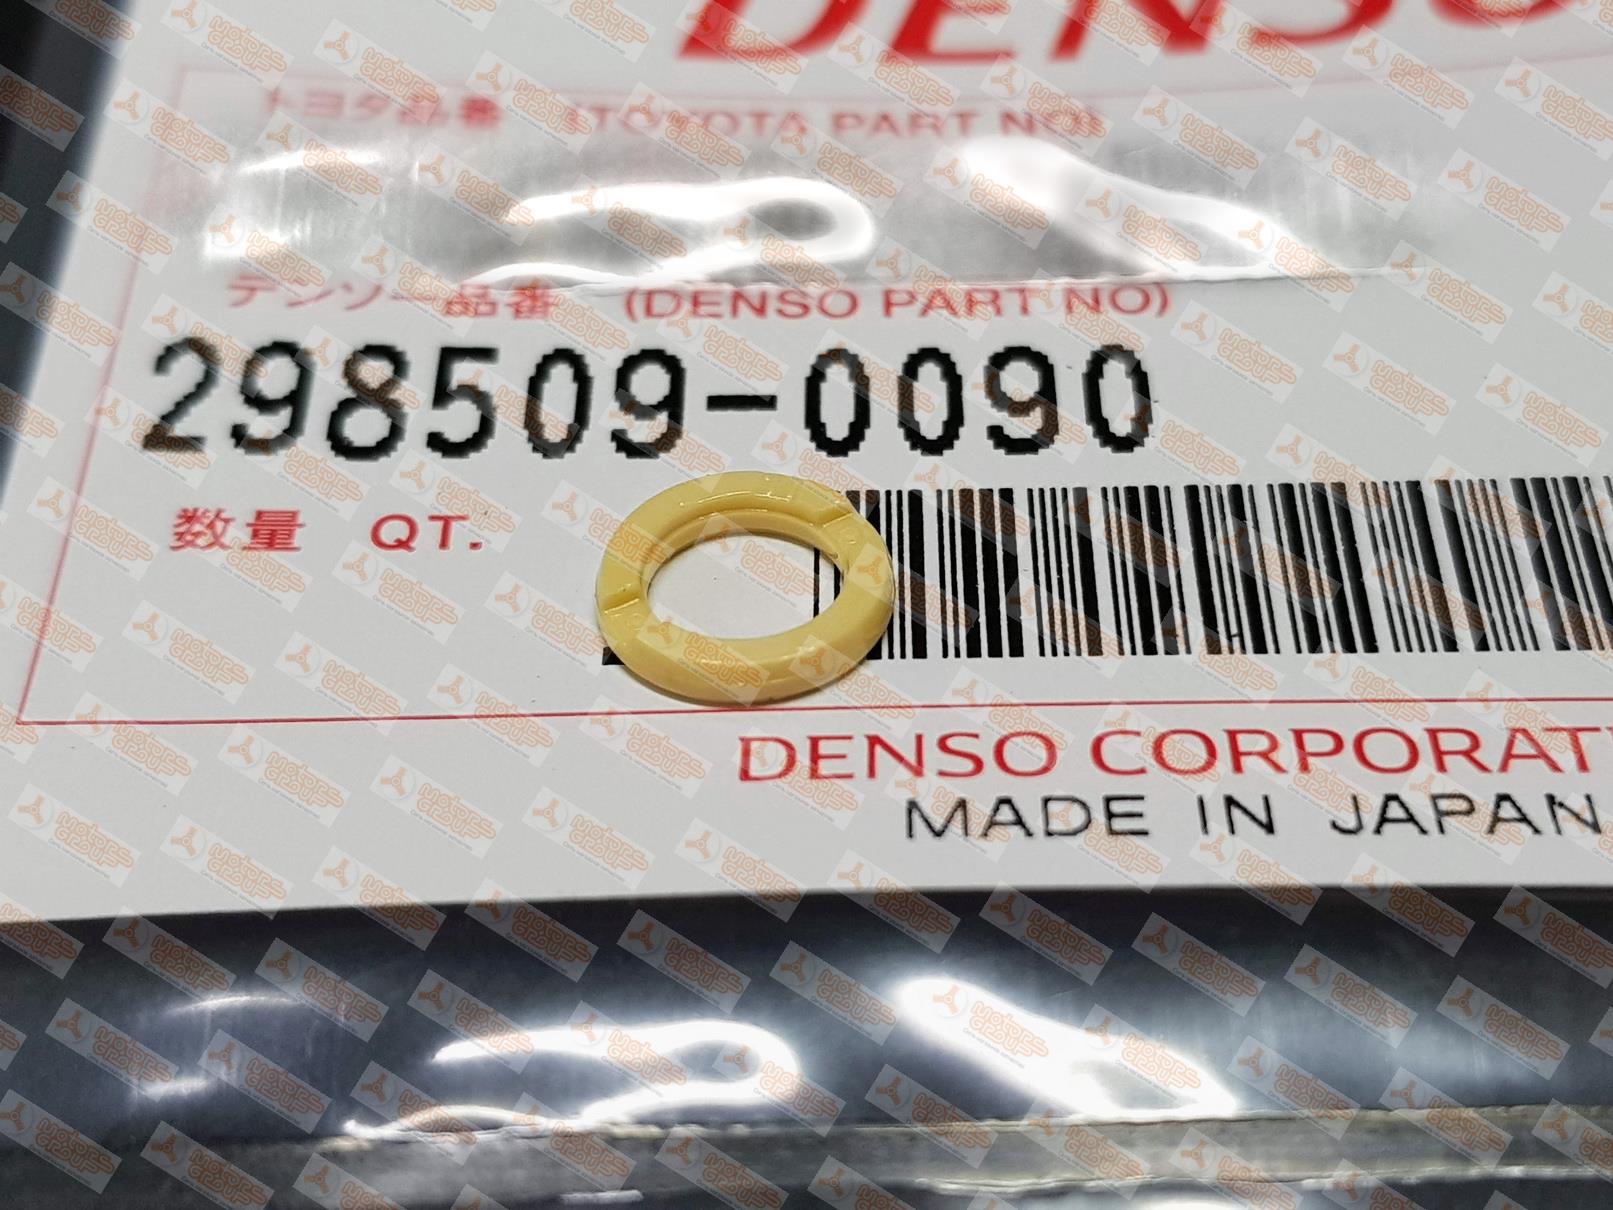 DENSO
トヨタ品番 (TOYOTA PART NO)
デンソー品番 (DENSO PART NO)
298509-0090
数量 QT.
DENSO CORPORATI
MADE IN JAPAN